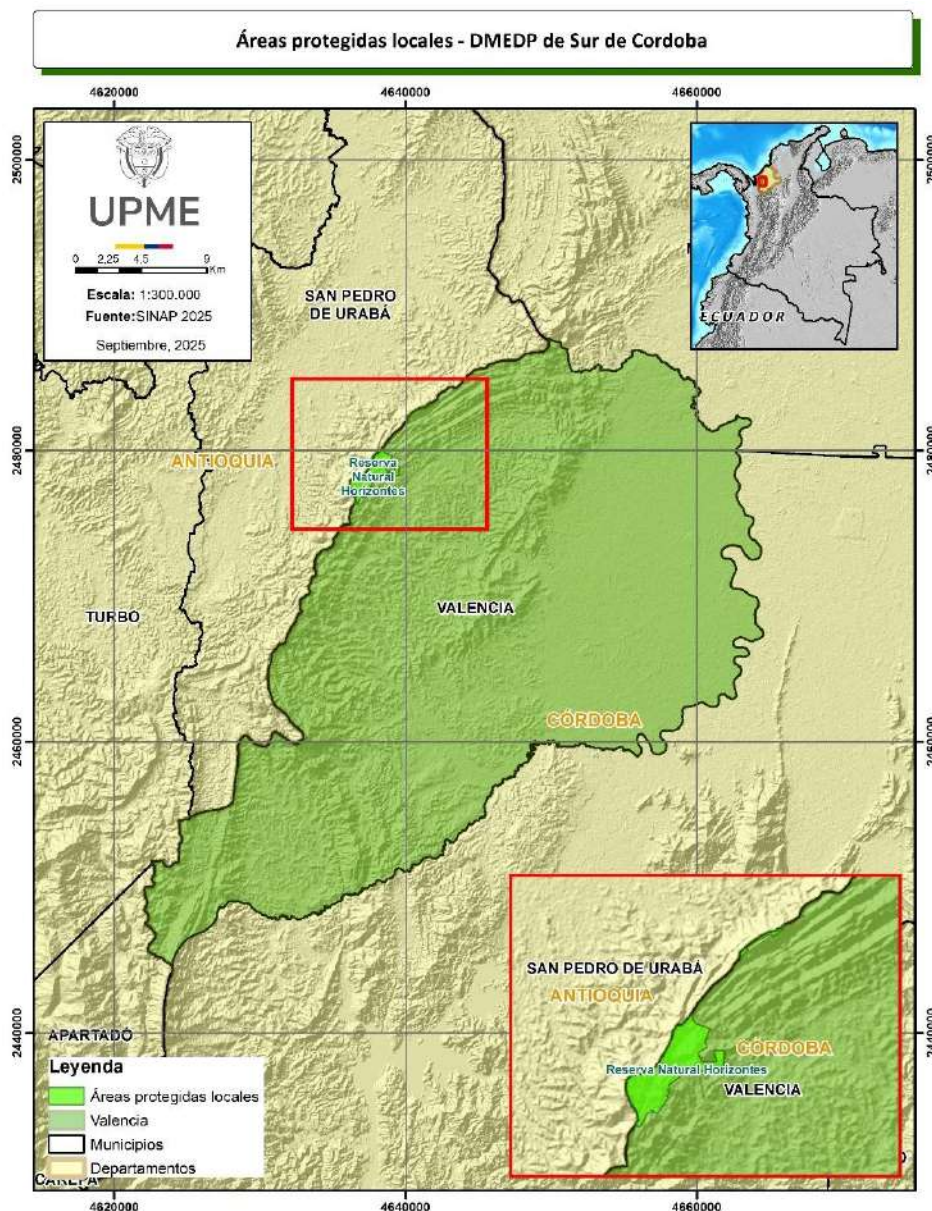 Áreas protegidas locales - DMEDP de Sur de Cordoba
4620000
4640000
4660000
2500000
2500000
UPME
0 2,25 4,5 9
Km
Escala: 1:300.000
Fuente:SINAP 2025
Septiembre, 2025
ECUADOR
SAN PEDRO
DE URABÁ
2480000
2480000
ANTIOQUIA
Reserva
Natural
Horizontes
TURBO
VALENCIA
CÓRDOBA
2460000
2460000
SAN PEDRO DE URABÁ
ANTIOQUIA
CÓRDOBA
Reserva Natural Horizontes
VALENCIA
2440000
2440000
APARTADÓ
Leyenda
Áreas protegidas locales
Valencia
Municipios
Departamentos
CAREPA
4620000
4640000
4660000